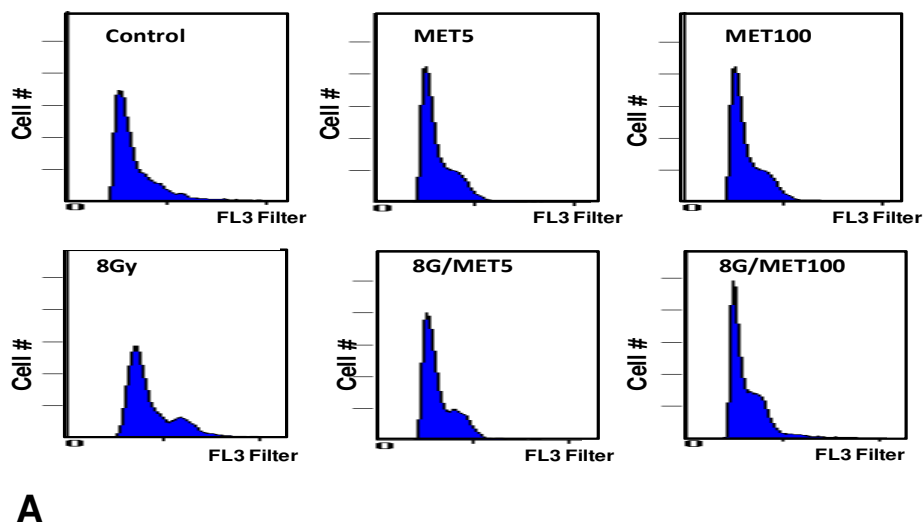 Control
Cell #
0
FL3 Filter
MET5
Cell #
0
FL3 Filter
MET100
Cell #
0
FL3 Filter
8Gy
Cell #
0
FL3 Filter
8G/MET5
Cell #
0
FL3 Filter
8G/MET100
Cell #
0
FL3 Filter
A